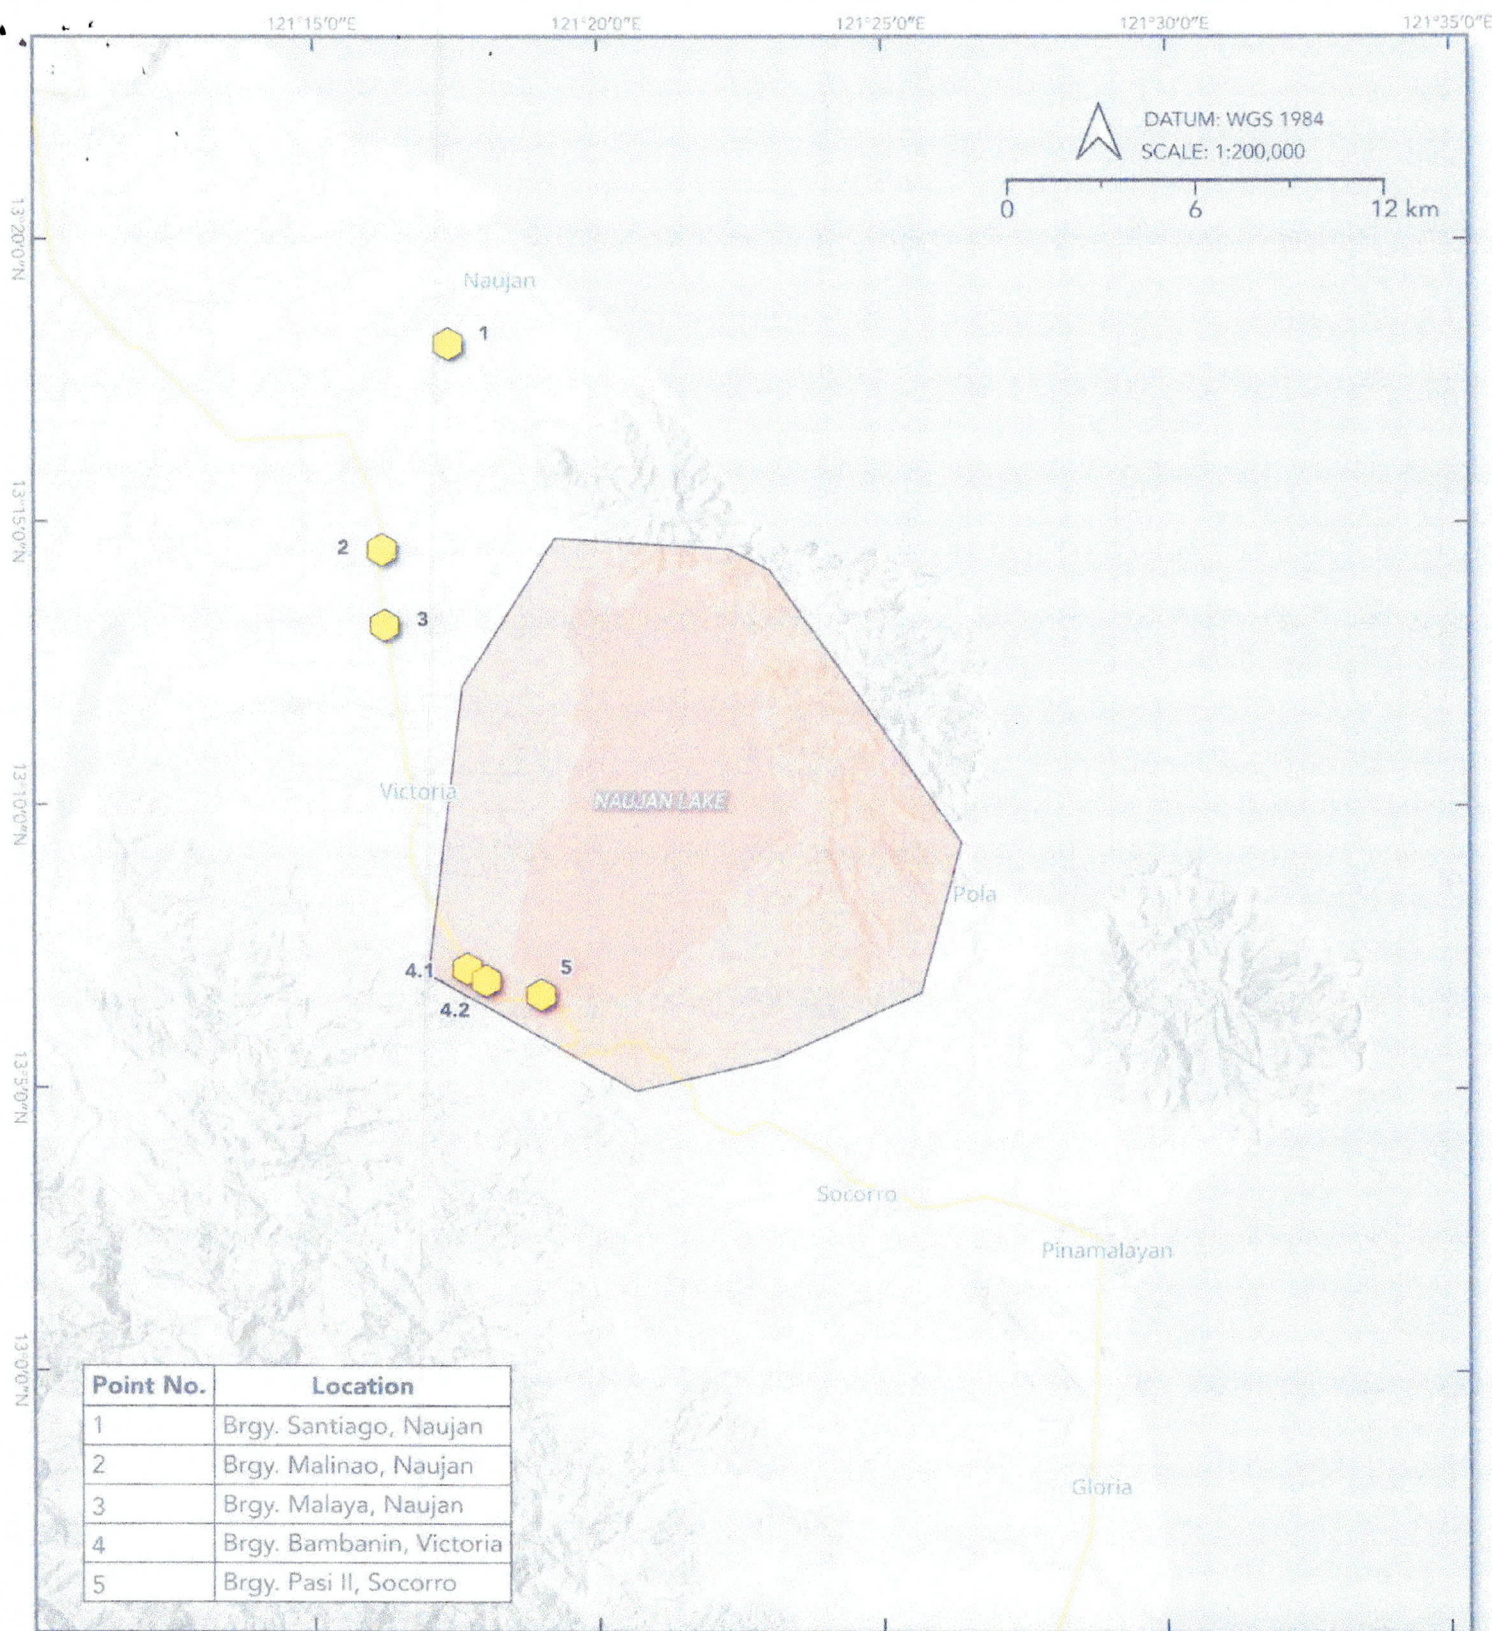 121°15'0"E 121°20'0"E 121°25'0"E 121°30'0"E 121°35'0"E
DATUM: WGS 1984
SCALE: 1:200,000
0 6 12 km
13°20'0"N
Naujan
1
13°15'0"N
2
3
13°10'0"N
Victoria
NAUJAN LAKE
Pola
4.1
5
4.2
13°5'0"N
Socorro
Pinamalayan
13°0'0"N
Point No. Location
1 Brgy. Santiago, Naujan
2 Brgy. Malinao, Naujan
3 Brgy. Malaya, Naujan
4 Brgy. Bambanin, Victoria
5 Brgy. Pasi II, Socorro
Gloria